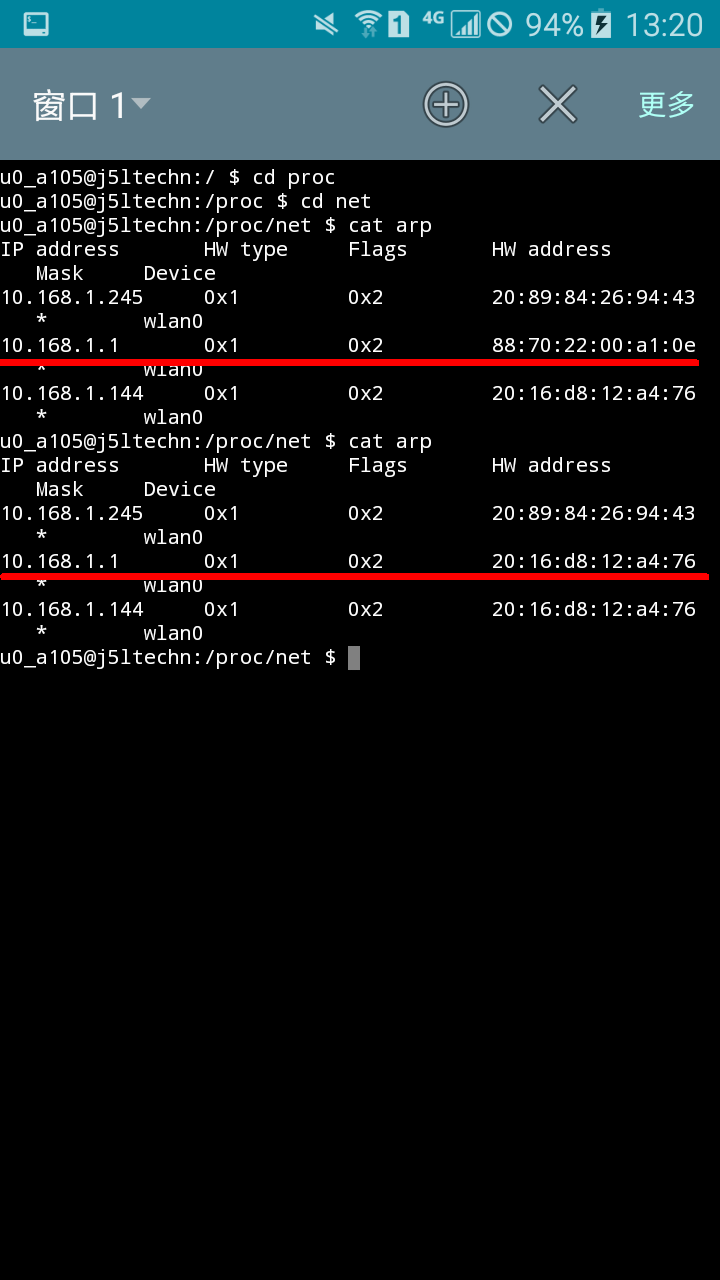 4G 94% 13:20
窗口 1 更多
u0_a105@j5ltechn:/ $ cd proc
u0_a105@j5ltechn:/proc $ cd net
u0_a105@j5ltechn:/proc/net $ cat arp
IP address HW type Flags HW address
Mask Device
10.168.1.245 0x1 0x2 20:89:84:26:94:43
* wlan0
10.168.1.1 0x1 0x2 88:70:22:00:a1:0e
* wlan0
10.168.1.144 0x1 0x2 20:16:d8:12:a4:76
* wlan0
u0_a105@j5ltechn:/proc/net $ cat arp
IP address HW type Flags HW address
Mask Device
10.168.1.245 0x1 0x2 20:89:84:26:94:43
* wlan0
10.168.1.1 0x1 0x2 20:16:d8:12:a4:76
* wlan0
10.168.1.144 0x1 0x2 20:16:d8:12:a4:76
* wlan0
u0_a105@j5ltechn:/proc/net $